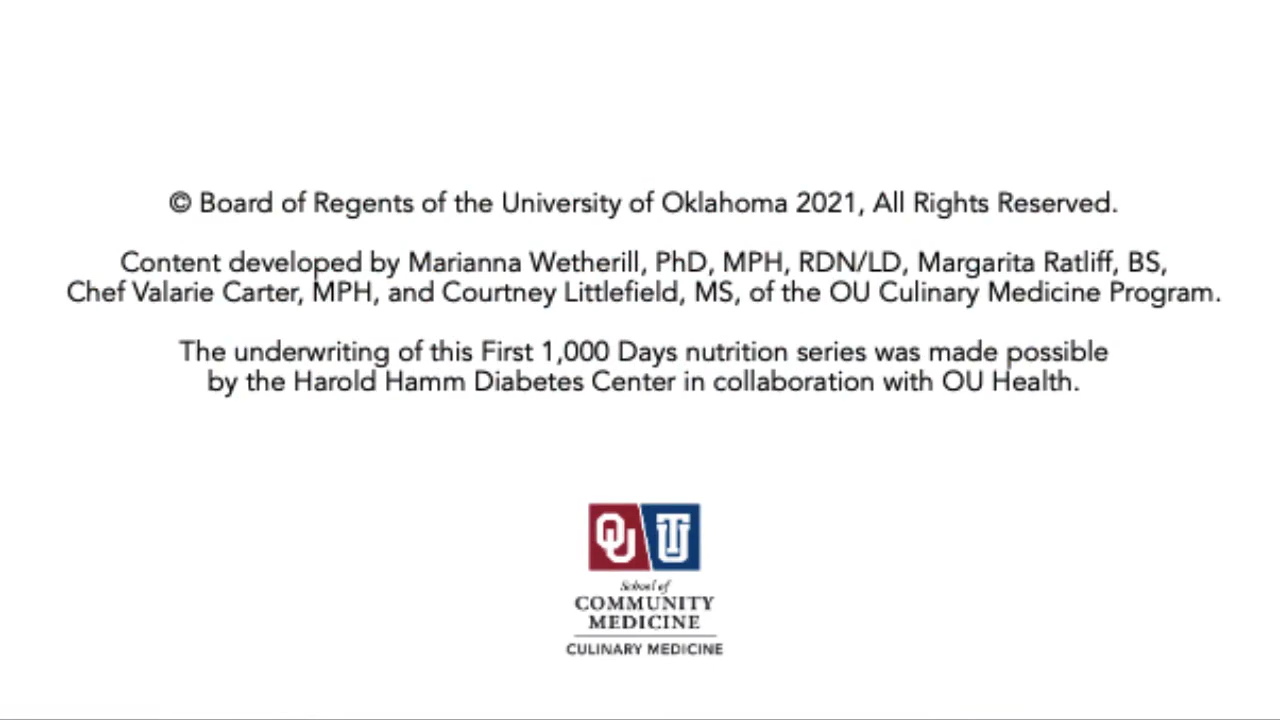 © Board of Regents of the University of Oklahoma 2021, All Rights Reserved.
Content developed by Marianna Wetherill, PhD, MPH, RDN/LD, Margarita Ratliff, BS,
Chef Valarie Carter, MPH, and Courtney Littlefield, MS, of the OU Culinary Medicine Program.
The underwriting of this First 1,000 Days nutrition series was made possible
by the Harold Hamm Diabetes Center in collaboration with OU Health.
OU TU
School of
COMMUNITY
MEDICINE
CULINARY MEDICINE